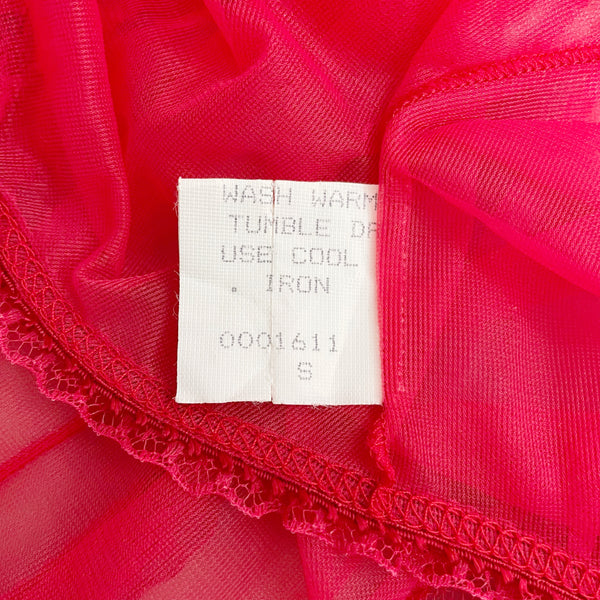 WASH WARM
TUMBLE DR
USE COOL
. IRON
0001611
S